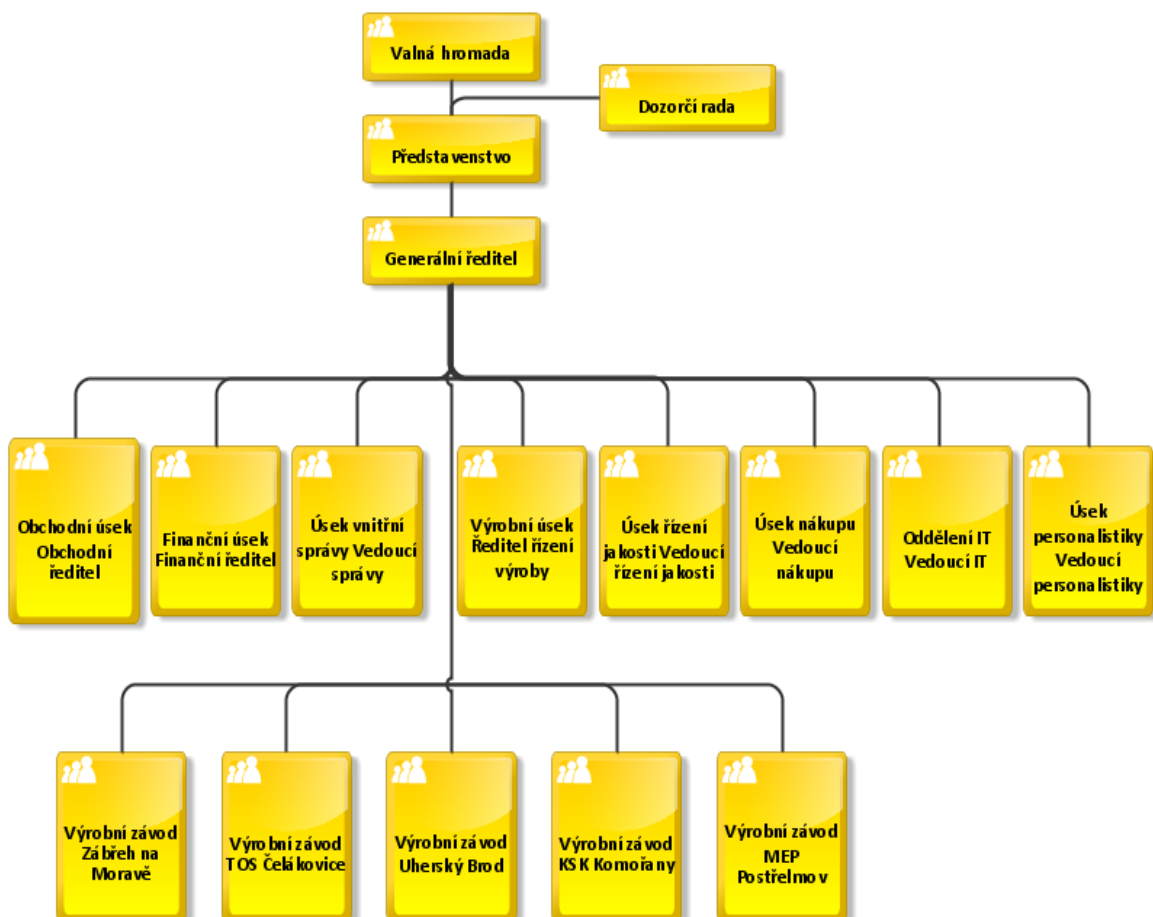 Valná hromada
Dozorčí rada
Představenstvo
Generální ředitel
Obchodní úsek
Obchodní
ředitel
Finanční úsek
Finanční ředitel
Úsek vnitřní
správy Vedoucí
správy
Výrobní úsek
Ředitel řízení
výroby
Úsek řízení
jakosti Vedoucí
řízení jakosti
Úsek nákupu
Vedoucí
nákupu
Oddělení IT
Vedoucí IT
Úsek
personalistiky
Vedoucí
personalistiky
Výrobní závod
Zábřeh na
Moravě
Výrobní závod
TOS Čelákovice
Výrobní závod
Uherský Brod
Výrobní závod
KSK Komořany
Výrobní závod
MEP
Postřelmov